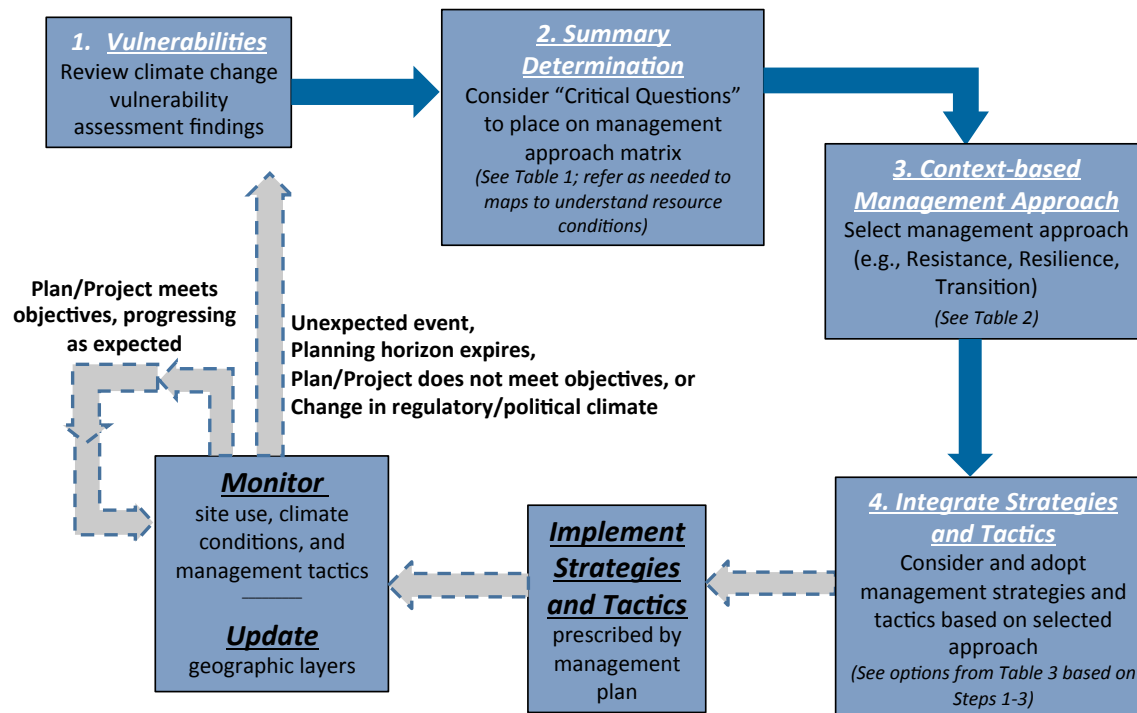 1. Vulnerabilities
Review climate change
vulnerability
assessment findings
2. Summary
Determination
Consider “Critical Questions”
to place on management
approach matrix
(See Table 1; refer as needed to
maps to understand resource
conditions)
3. Context-based
Management Approach
Select management approach
(e.g., Resistance, Resilience,
Transition)
(See Table 2)
4. Integrate Strategies
and Tactics
Consider and adopt
management strategies and
tactics based on selected
approach
(See options from Table 3 based on
Steps 1-3)
Implement
Strategies
and Tactics
prescribed by
management
plan
Monitor
site use, climate
conditions, and
management tactics
Update
geographic layers
Plan/Project meets
objectives, progressing
as expected
Unexpected event,
Planning horizon expires,
Plan/Project does not meet objectives, or
Change in regulatory/political climate